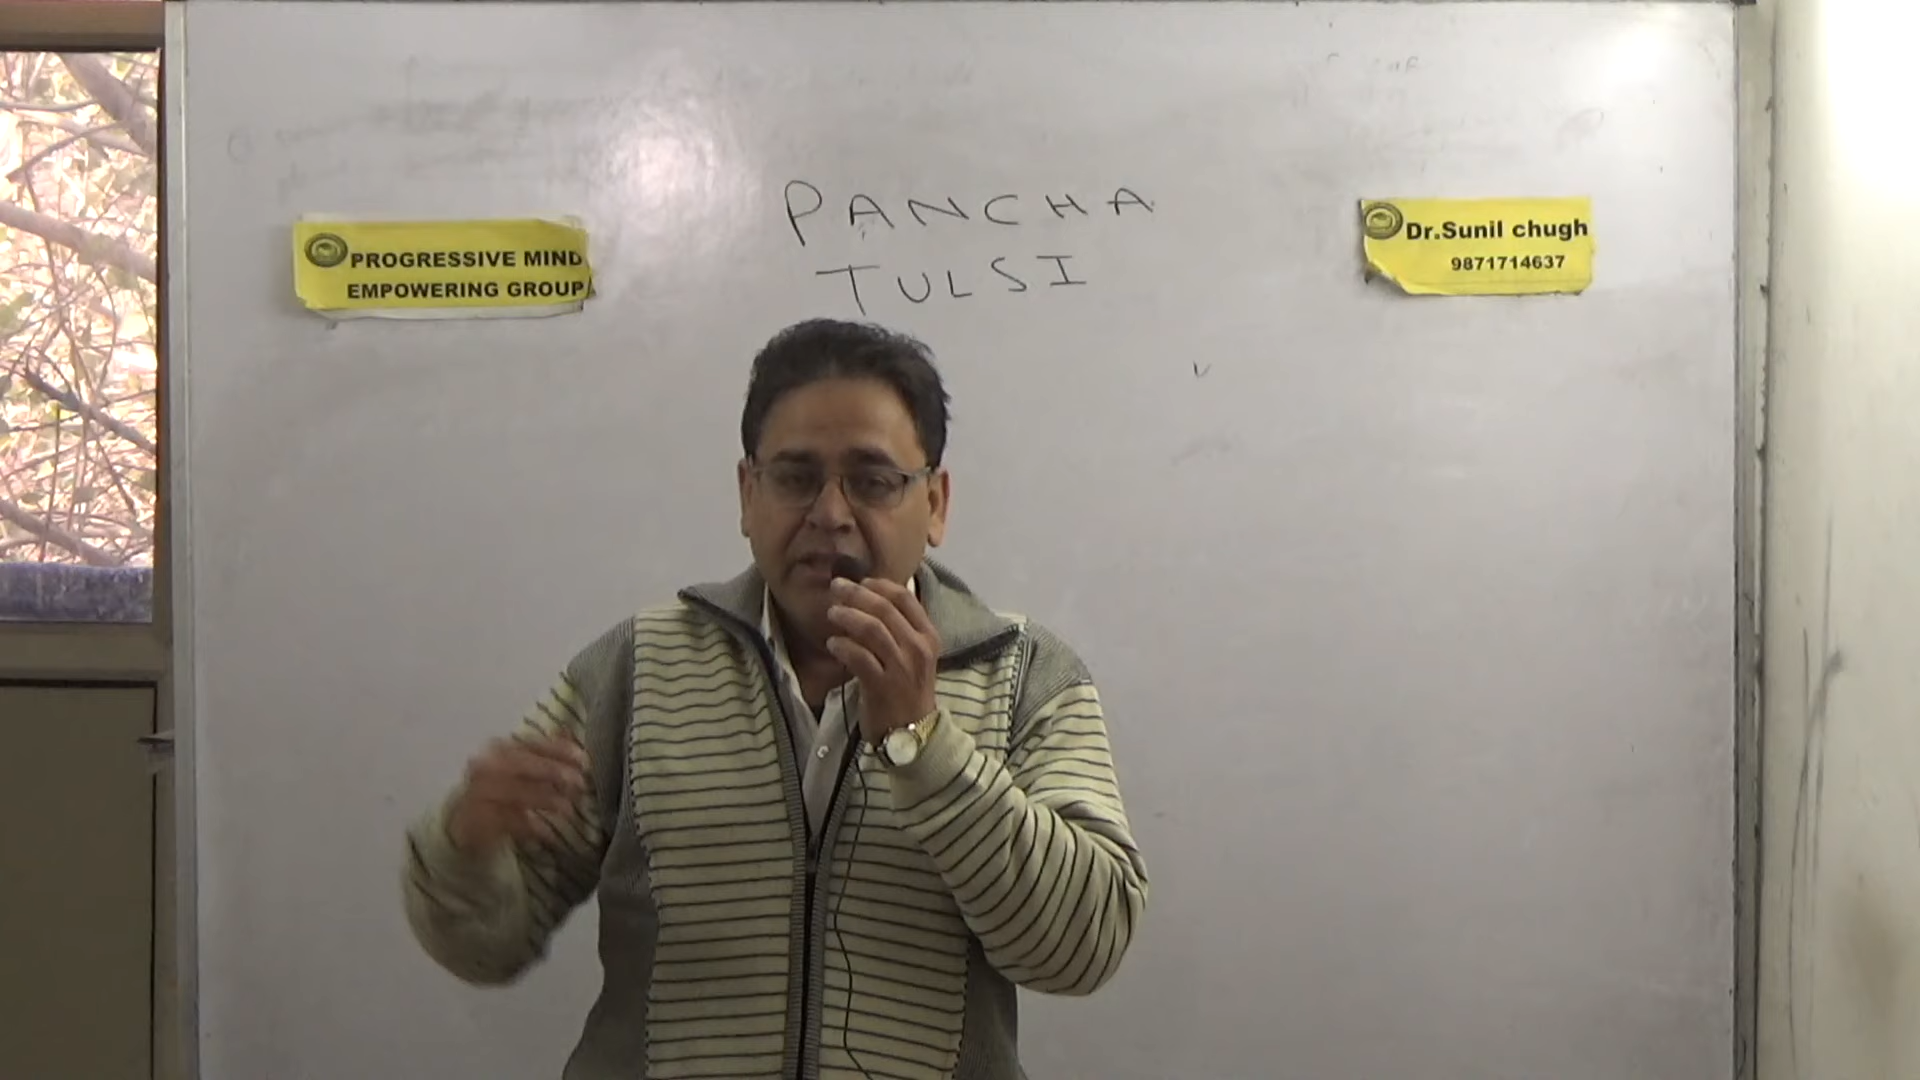 PANCHA
TULSI
PROGRESSIVE MIND
EMPOWERING GROUP
Dr.Sunil chugh
9871714637